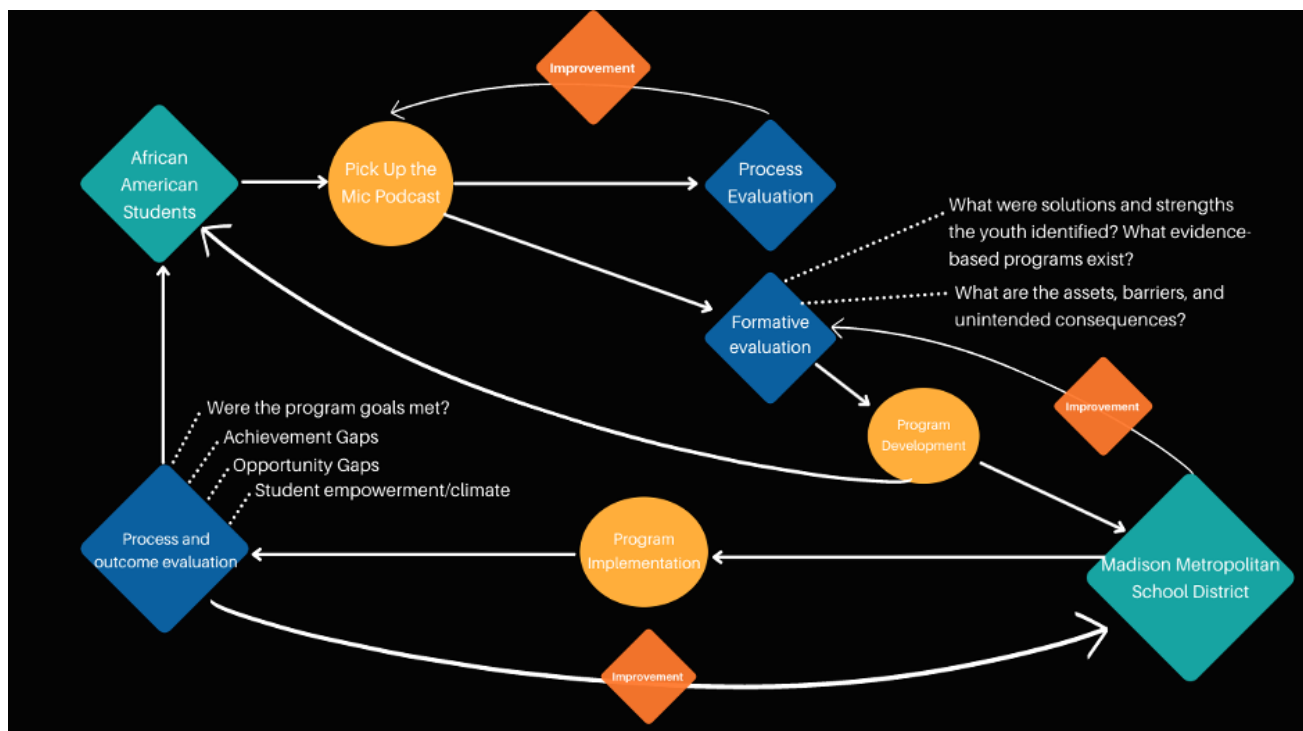 Improvement
African
American
Students
Pick Up the
Mic Podcast
Process
Evaluation
What were solutions and strengths
the youth identified? What evidence-
based programs exist?
What are the assets, barriers, and
unintended consequences?
Formative
evaluation
Improvement
Program
Development
Were the program goals met?
Achievement Gaps
Opportunity Gaps
Student empowerment/climate
Process and
outcome evaluation
Program
Implementation
Madison Metropolitan
School District
Improvement